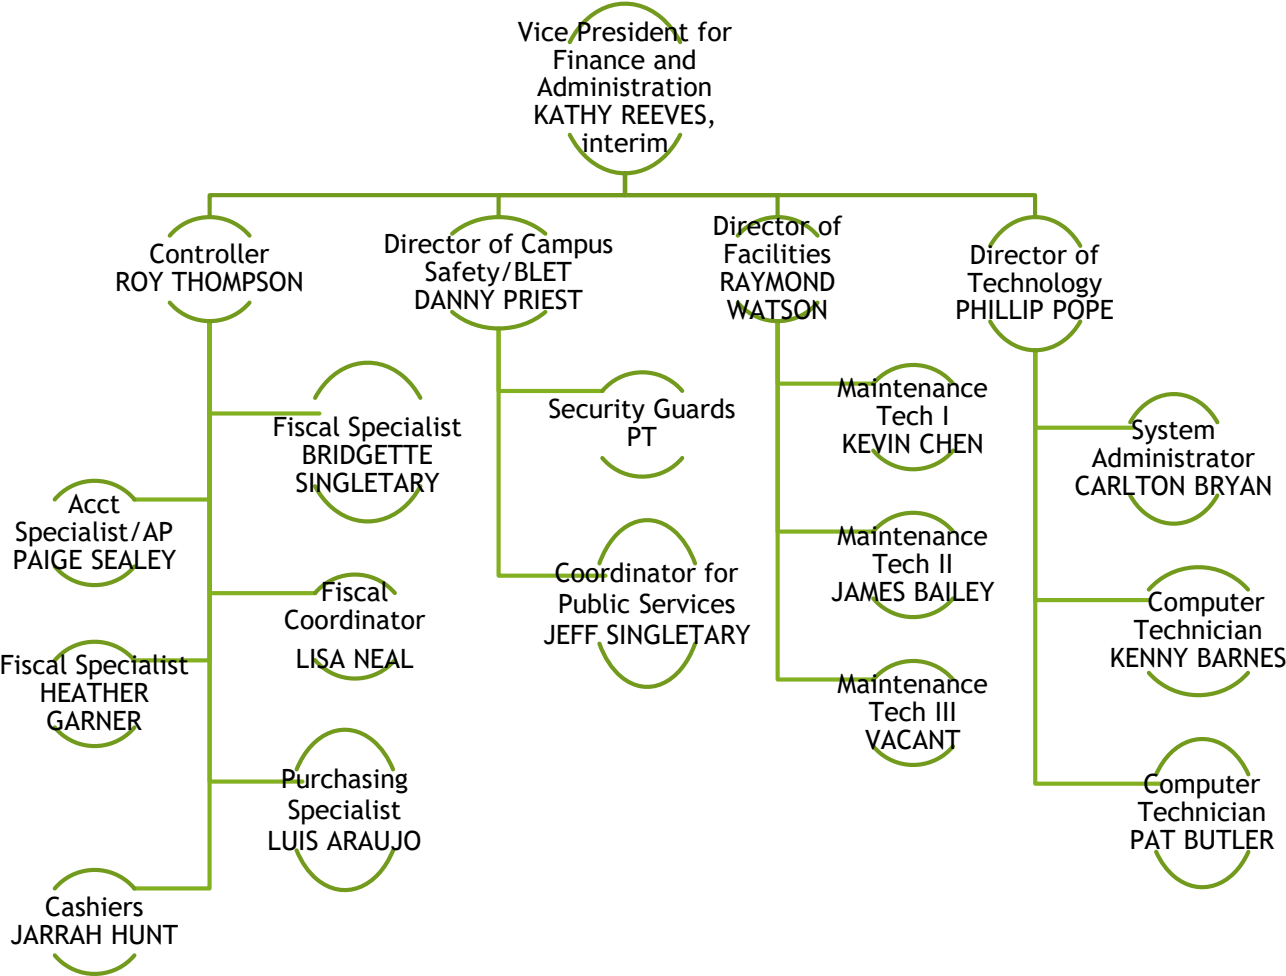 Vice President for
Finance and
Administration
KATHY REEVES,
interim
Controller
ROY THOMPSON
Director of Campus
Safety/BLET
DANNY PRIEST
Director of
Facilities
RAYMOND
WATSON
Director of
Technology
PHILLIP POPE
Fiscal Specialist
BRIDGETTE
SINGLETARY
Acct
Specialist/AP
PAIGE SEALEY
Fiscal
Coordinator
LISA NEAL
Fiscal Specialist
HEATHER
GARNER
Purchasing
Specialist
LUIS ARAUJO
Cashiers
JARRAH HUNT
Security Guards
PT
Coordinator for
Public Services
JEFF SINGLETARY
Maintenance
Tech I
KEVIN CHEN
Maintenance
Tech II
JAMES BAILEY
Maintenance
Tech III
VACANT
System
Administrator
CARLTON BRYAN
Computer
Technician
KENNY BARNES
Computer
Technician
PAT BUTLER